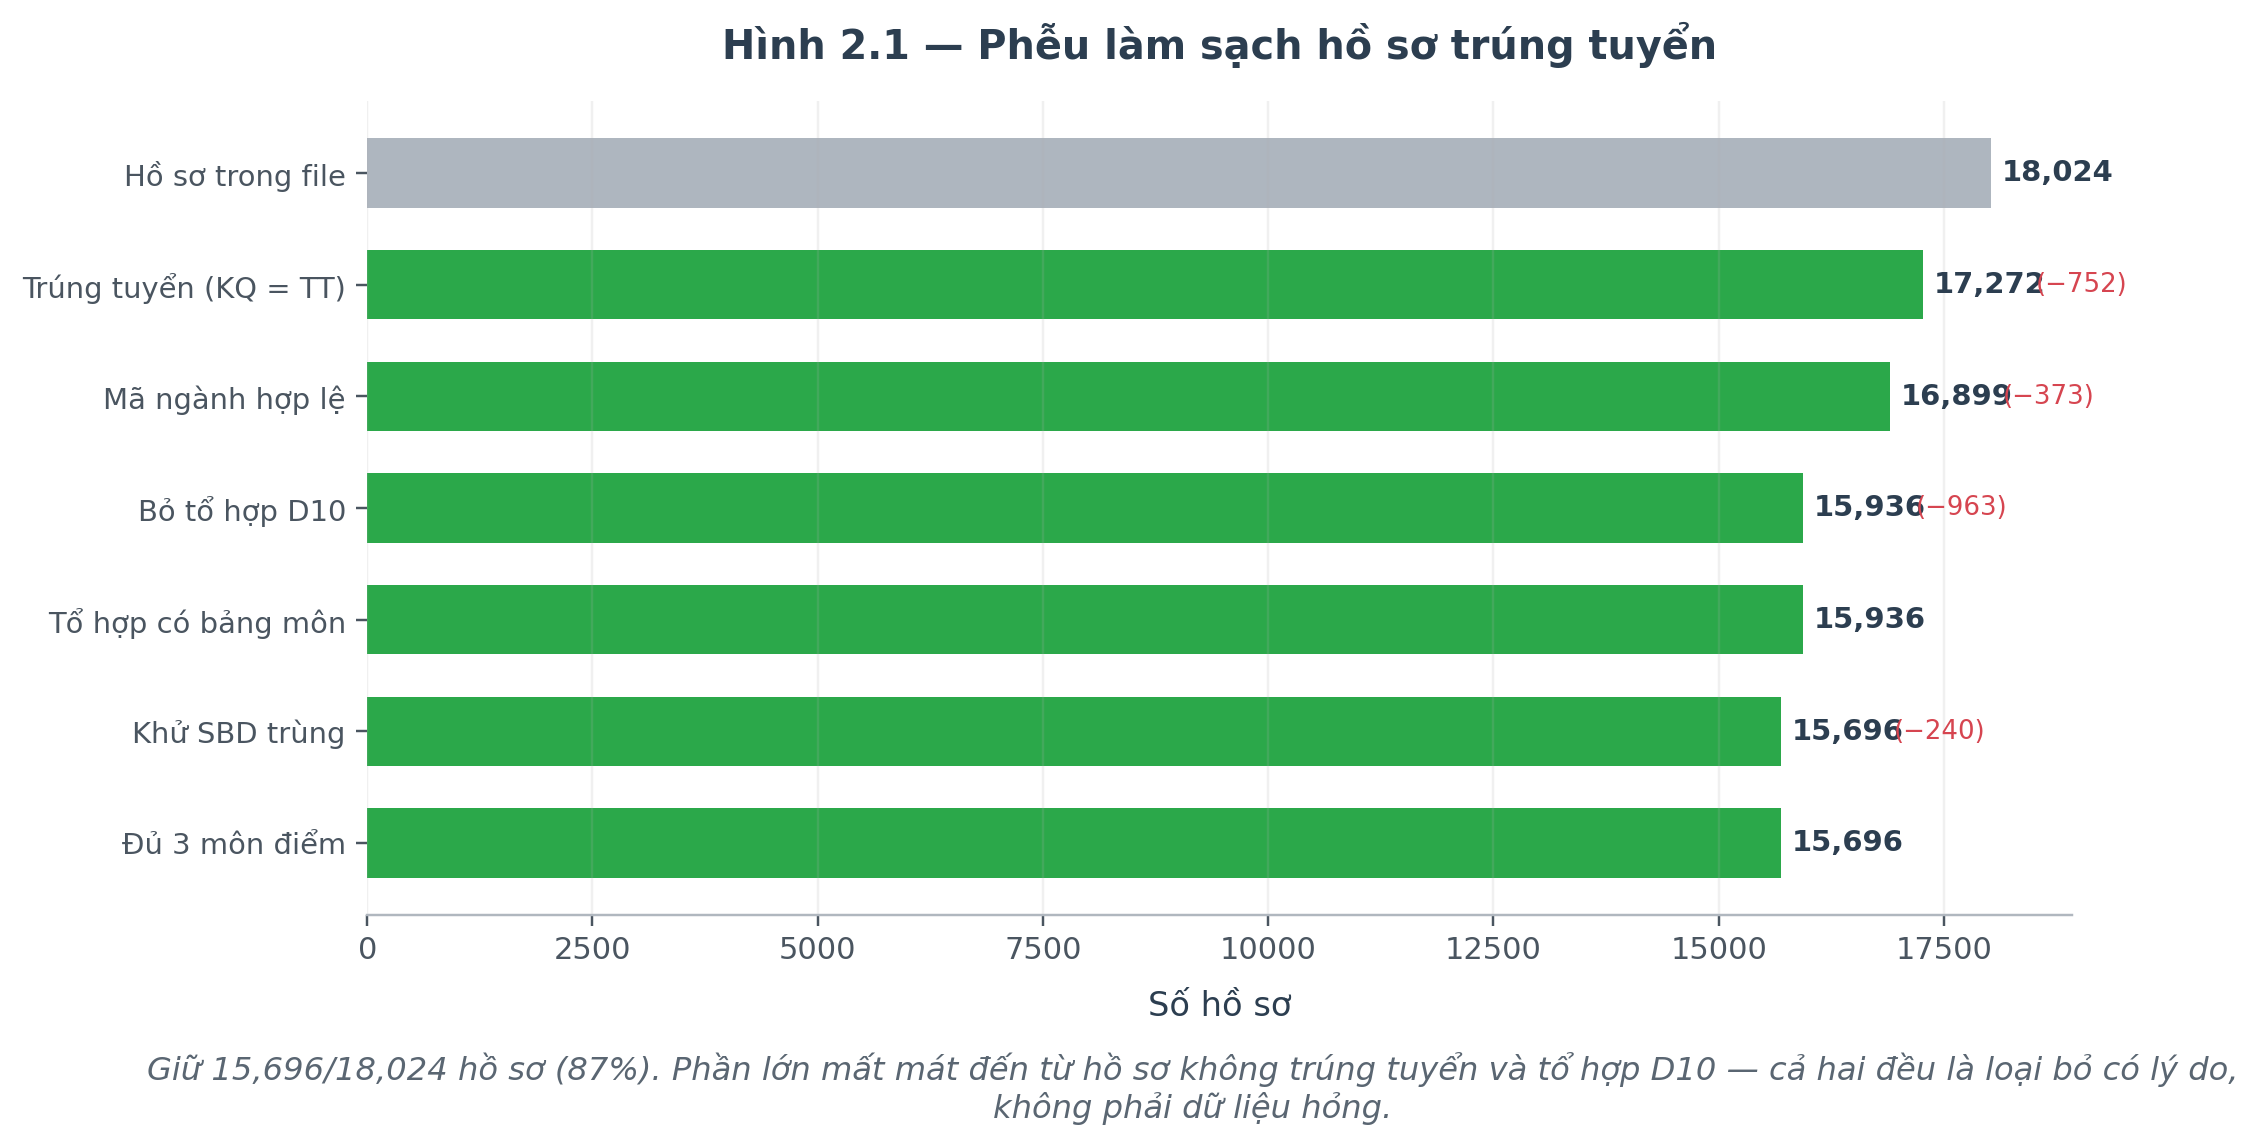 Hình 2.1 — Phễu làm sạch hồ sơ trúng tuyển
Hồ sơ trong file
18,024
Trúng tuyển (KQ = TT)
17,272 (−752)
Mã ngành hợp lệ
16,899 (−373)
Bỏ tổ hợp D10
15,936 (−963)
Tổ hợp có bảng môn
15,936
Khử SBD trùng
15,696 (−240)
Đủ 3 môn điểm
15,696
0 2500 5000 7500 10000 12500 15000 17500
Số hồ sơ
Giữ 15,696/18,024 hồ sơ (87%). Phần lớn mất mát đến từ hồ sơ không trúng tuyển và tổ hợp D10 — cả hai đều là loại bỏ có lý do,
không phải dữ liệu hỏng.